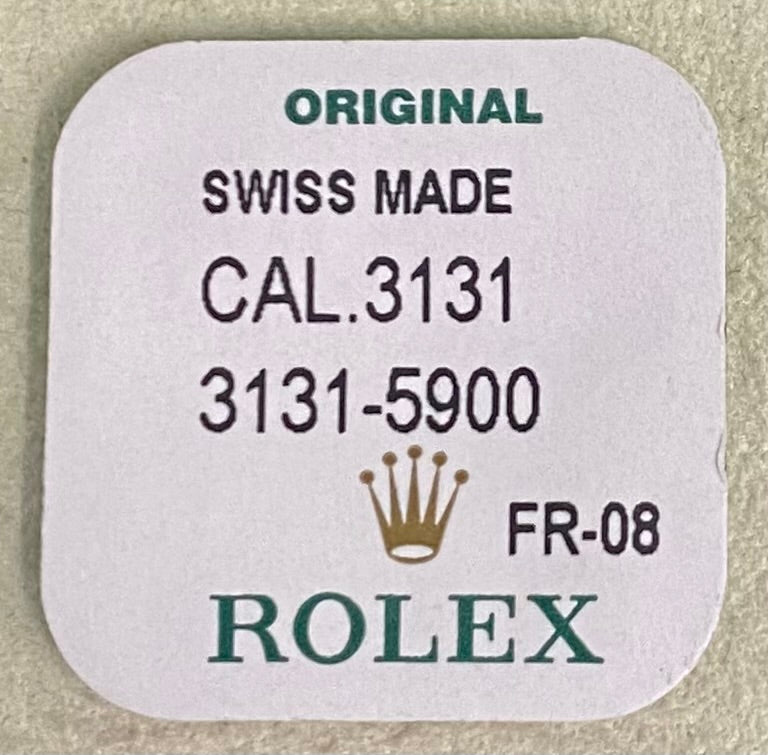 ORIGINAL
SWISS MADE
CAL.3131
3131-5900
FR-08
ROLEX